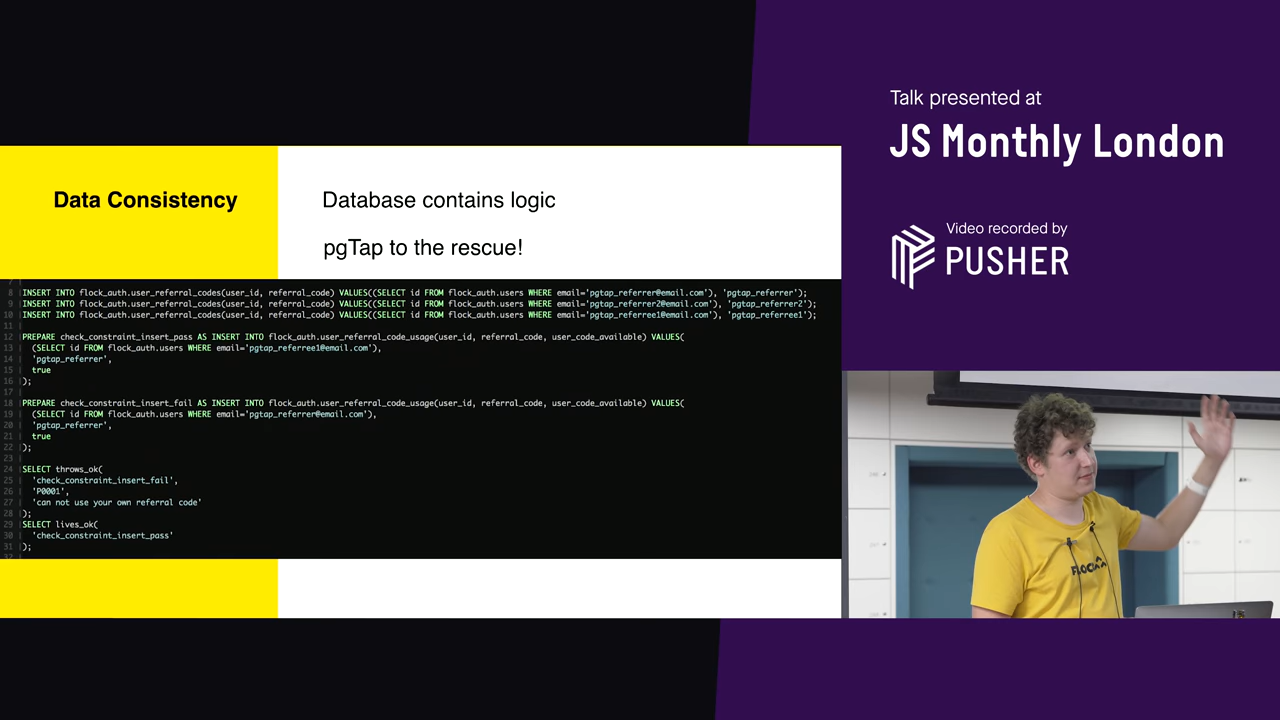 Talk presented at
JS Monthly London
Video recorded by
PUSHER
Data Consistency
Database contains logic
pgTap to the rescue!
7
8 INSERT INTO flock_auth.user_referral_codes(user_id, referral_code) VALUES((SELECT id FROM flock_auth.users WHERE email='pgtap_referrer@email.com'), 'pgtap_referrer');
9 INSERT INTO flock_auth.user_referral_codes(user_id, referral_code) VALUES((SELECT id FROM flock_auth.users WHERE email='pgtap_referrer2@email.com'), 'pgtap_referrer2');
10 INSERT INTO flock_auth.user_referral_codes(user_id, referral_code) VALUES((SELECT id FROM flock_auth.users WHERE email='pgtap_referree1@email.com'), 'pgtap_referree1');
11
12 PREPARE check_constraint_insert_pass AS INSERT INTO flock_auth.user_referral_code_usage(user_id, referral_code, user_code_available) VALUES(
13 (SELECT id FROM flock_auth.users WHERE email='pgtap_referree1@email.com'),
14 'pgtap_referrer',
15 true
16 );
17
18 PREPARE check_constraint_insert_fail AS INSERT INTO flock_auth.user_referral_code_usage(user_id, referral_code, user_code_available) VALUES(
19 (SELECT id FROM flock_auth.users WHERE email='pgtap_referrer@email.com'),
20 'pgtap_referrer',
21 true
22 );
23
24 SELECT throws_ok(
25 'check_constraint_insert_fail',
26 'P0001',
27 'can not use your own referral code'
28 );
29 SELECT lives_ok(
30 'check_constraint_insert_pass'
31 );
32
FLOCK